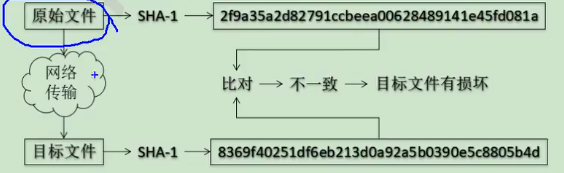 原始文件 SHA-1 2f9a35a2d82791ccbeea00628489141e45fd081a
网络
传输
比对 不一致 目标文件有损坏
目标文件 SHA-1 8369f40251df6eb213d0a92a5b0390e5c8805b4d